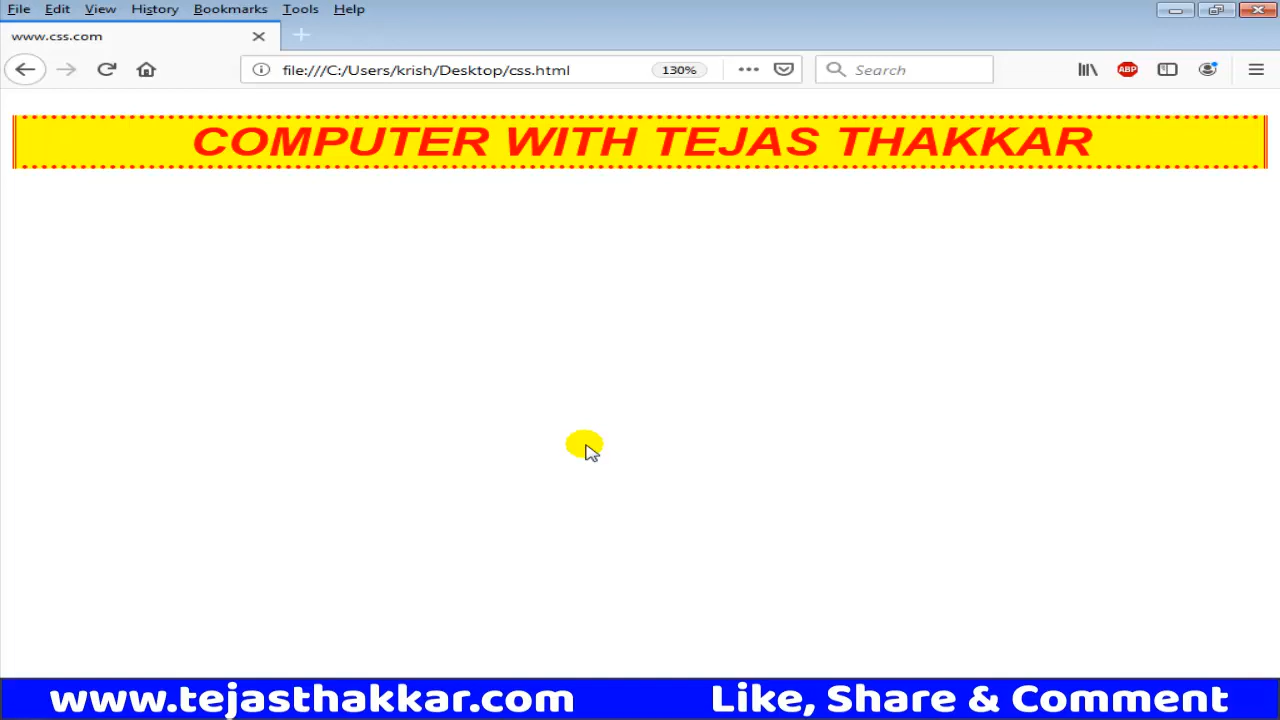 File Edit View History Bookmarks Tools Help
www.css.com
file:///C:/Users/krish/Desktop/css.html 130% Search ABP
COMPUTER WITH TEJAS THAKKAR
www.tejasthakkar.com Like, Share & Comment